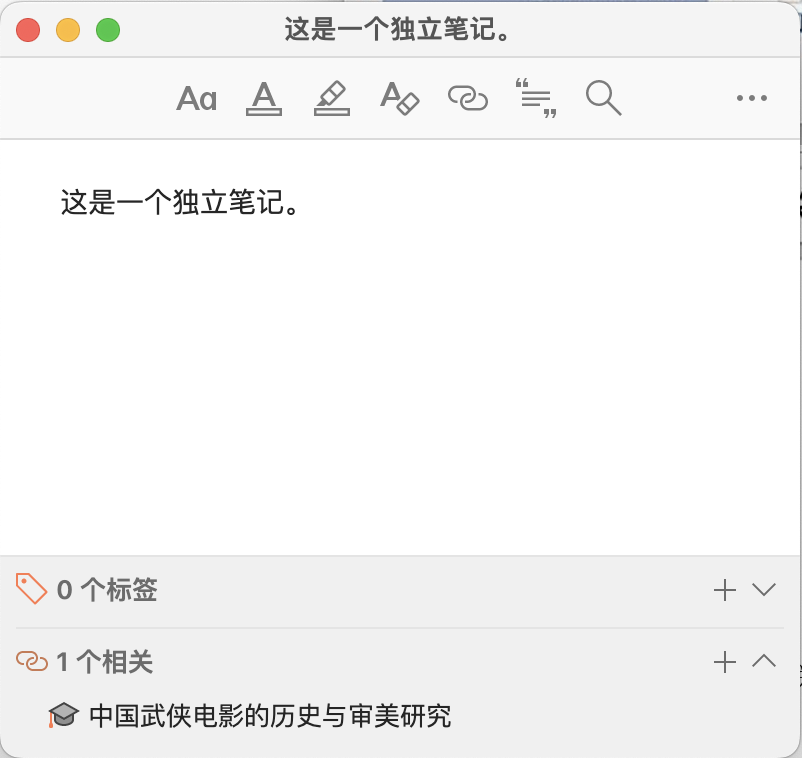 这是一个独立笔记。
Aa A A “ ”
这是一个独立笔记。
0 个标签
1 个相关
中国武侠电影的历史与审美研究